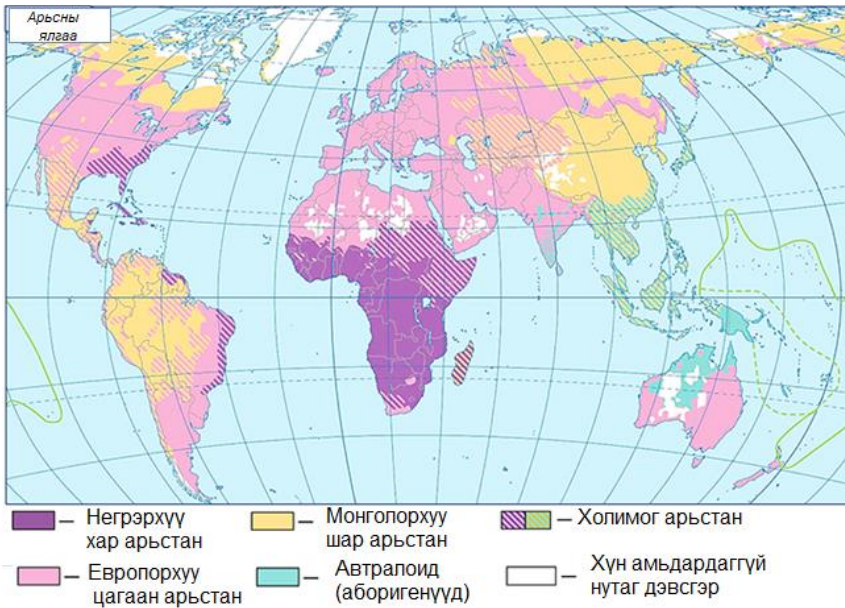 Арьсны
ялгаа
— Негрэрхүү
хар арьстан
— Монголорхуу
шар арьстан
— Холимог арьстан
— Европорхуу
цагаан арьстан
— Автралоид
(аборигенүүд)
— Хүн амьдардаггүй
нутаг дэвсгэр